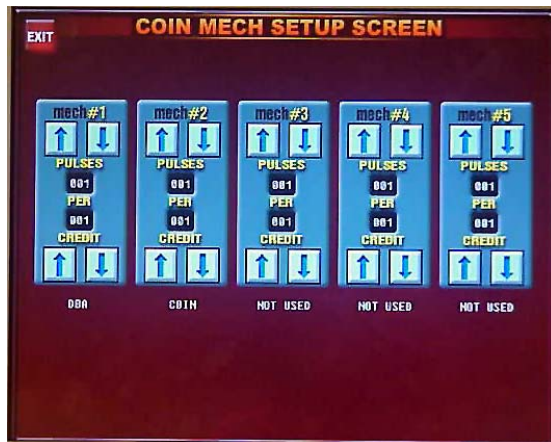 COIN MECH SETUP SCREEN
EXIT
mech#1 mech#2 mech#3 mech#4 mech#5
PULSES PULSES PULSES PULSES PULSES
001 001 001 001 001
PER PER PER PER PER
001 001 001 001 001
CREDIT CREDIT CREDIT CREDIT CREDIT
DBA COIN NOT USED NOT USED NOT USED